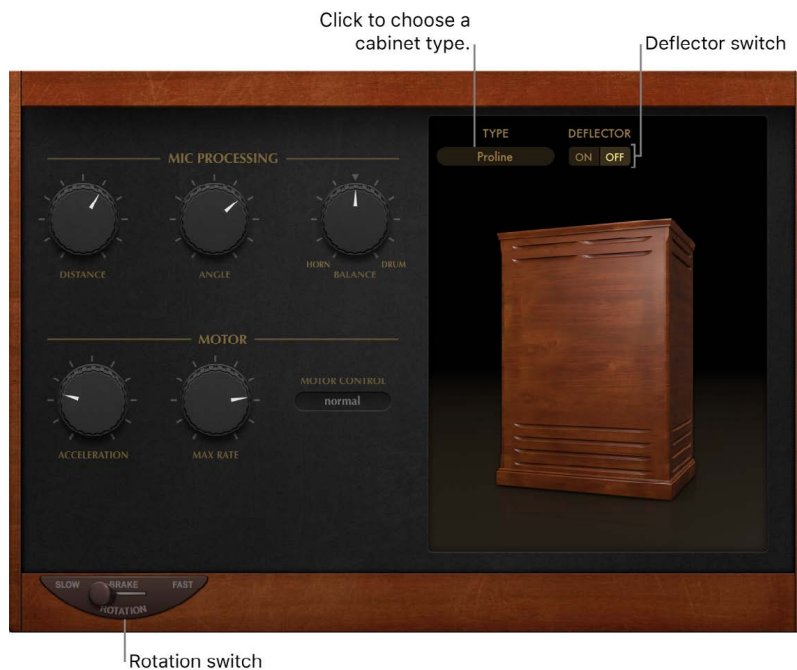 Click to choose a
cabinet type.
Deflector switch
TYPE
DEFLECTOR
Proline
ON OFF
MIC PROCESSING
DISTANCE
ANGLE
HORN
DRUM
BALANCE
MOTOR
MOTOR CONTROL
normal
ACCELERATION
MAX RATE
SLOW
BRAKE
FAST
ROTATION
Rotation switch